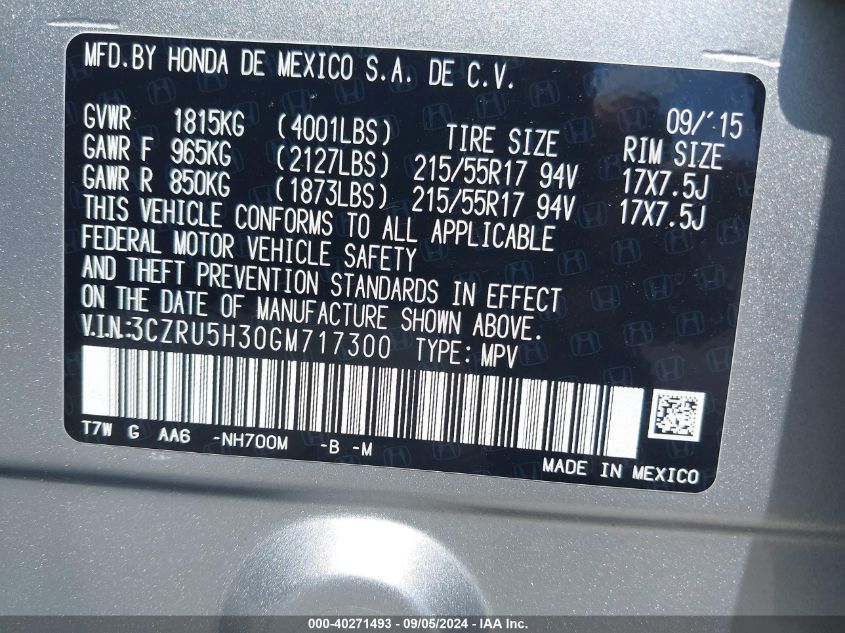 MFD.BY HONDA DE MEXICO S.A. DE C.V.
09/'15
GVWR 1815KG (4001LBS) TIRE SIZE RIM SIZE
GAWR F 965KG (2127LBS) 215/55R17 94V 17X7.5J
GAWR R 850KG (1873LBS) 215/55R17 94V 17X7.5J
THIS VEHICLE CONFORMS TO ALL APPLICABLE
FEDERAL MOTOR VEHICLE SAFETY
AND THEFT PREVENTION STANDARDS IN EFFECT
ON THE DATE OF MANUFACTURE SHOWN ABOVE.
V.I.N.:3CZRU5H30GM717300 TYPE: MPV
T7W G AA6 -NH700M -B -M
MADE IN MEXICO
000-40271493 - 09/05/2024 - IAAI Inc.